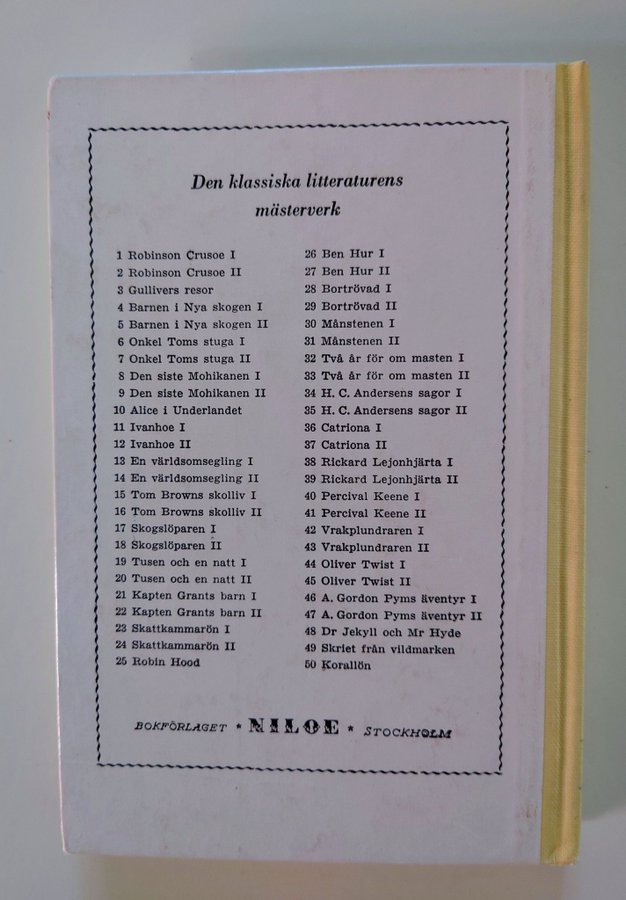 Den klassiska litteraturens
mästerverk
1 Robinson Crusoe I
2 Robinson Crusoe II
3 Gullivers resor
4 Barnen i Nya skogen I
5 Barnen i Nya skogen II
6 Onkel Toms stuga I
7 Onkel Toms stuga II
8 Den siste Mohikanen I
9 Den siste Mohikanen II
10 Alice i Underlandet
11 Ivanhoe I
12 Ivanhoe II
13 En världsomsegling I
14 En världsomsegling II
15 Tom Browns skolliv I
16 Tom Browns skolliv II
17 Skogslöparen I
18 Skogslöparen II
19 Tusen och en natt I
20 Tusen och en natt II
21 Kapten Grants barn I
22 Kapten Grants barn II
23 Skattkammarön I
24 Skattkammarön II
25 Robin Hood
26 Ben Hur I
27 Ben Hur II
28 Bortrövad I
29 Bortrövad II
30 Månstenen I
31 Månstenen II
32 Två år för om masten I
33 Två år för om masten II
34 H. C. Andersens sagor I
35 H. C. Andersens sagor II
36 Catriona I
37 Catriona II
38 Rickard Lejonhjärta I
39 Rickard Lejonhjärta II
40 Percival Keene I
41 Percival Keene II
42 Vrakplundraren I
43 Vrakplundraren II
44 Oliver Twist I
45 Oliver Twist II
46 A. Gordon Pyms äventyr I
47 A. Gordon Pyms äventyr II
48 Dr Jekyll och Mr Hyde
49 Skriet från vildmarken
50 Korallön
BOKFÖRLAGET * NILOE * STOCKHOLM